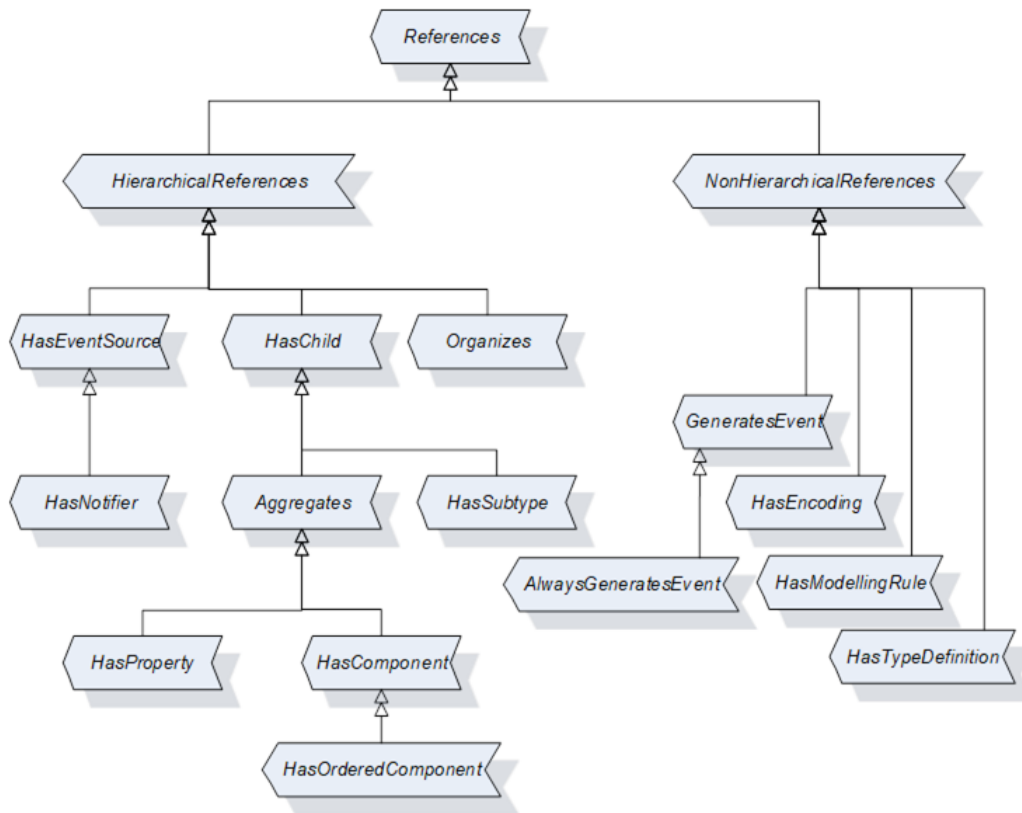 References
HierarchicalReferences
NonHierarchicalReferences
HasEventSource
HasChild
Organizes
GeneratesEvent
HasNotifier
Aggregates
HasSubtype
HasEncoding
AlwaysGeneratesEvent
HasModellingRule
HasProperty
HasComponent
HasTypeDefinition
HasOrderedComponent